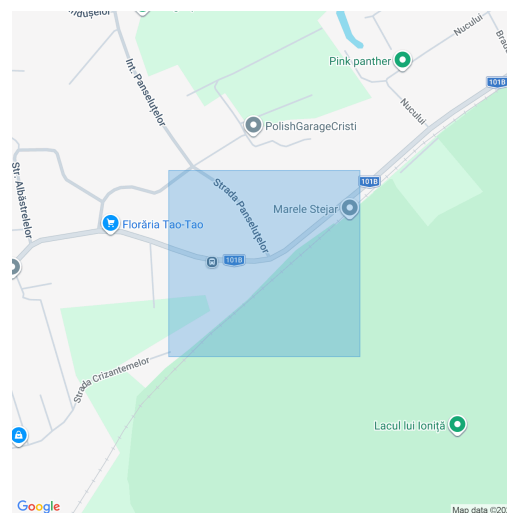 Nucului
Pink panther
Int. Panseluțelor
101B
Nucului
PolishGarageCristi
101B
Str. Albăstrelelor
Strada Panseluțelor
Marele Stejar
Florăria Tao-Tao
101B
Strada Crizantemelor
Lacul lui Ioniță
Google
Map data ©202